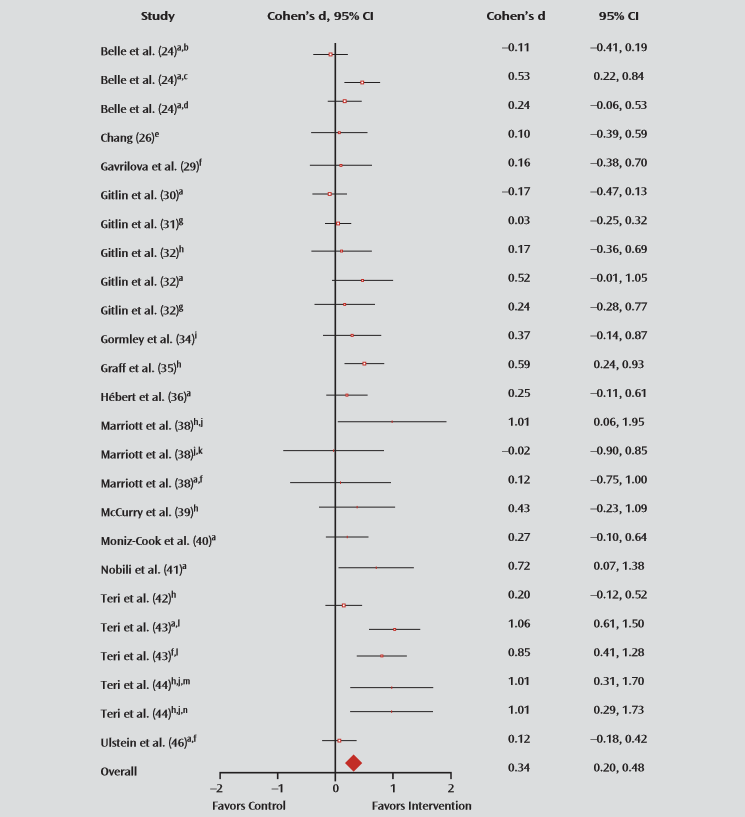 Study Cohen's d, 95% CI Cohen's d 95% CI
Belle et al. (24)a,b −0.11 −0.41, 0.19
Belle et al. (24)a,c 0.53 0.22, 0.84
Belle et al. (24)a,d 0.24 −0.06, 0.53
Chang (26)e 0.10 −0.39, 0.59
Gavrilova et al. (29)f 0.16 −0.38, 0.70
Gitlin et al. (30)a −0.17 −0.47, 0.13
Gitlin et al. (31)g 0.03 −0.25, 0.32
Gitlin et al. (32)h 0.17 −0.36, 0.69
Gitlin et al. (32)a 0.52 −0.01, 1.05
Gitlin et al. (32)g 0.24 −0.28, 0.77
Gormley et al. (34)i 0.37 −0.14, 0.87
Graff et al. (35)h 0.59 0.24, 0.93
Hébert et al. (36)a 0.25 −0.11, 0.61
Marriott et al. (38)h,j 1.01 0.06, 1.95
Marriott et al. (38)j,k −0.02 −0.90, 0.85
Marriott et al. (38)a,f 0.12 −0.75, 1.00
McCurry et al. (39)h 0.43 −0.23, 1.09
Moniz-Cook et al. (40)a 0.27 −0.10, 0.64
Nobili et al. (41)a 0.72 0.07, 1.38
Teri et al. (42)h 0.20 −0.12, 0.52
Teri et al. (43)a,l 1.06 0.61, 1.50
Teri et al. (43)f,l 0.85 0.41, 1.28
Teri et al. (44)h,j,m 1.01 0.31, 1.70
Teri et al. (44)h,j,n 1.01 0.29, 1.73
Ulstein et al. (46)a,f 0.12 −0.18, 0.42
Overall 0.34 0.20, 0.48
−2 −1 0 1 2
Favors Control Favors Intervention